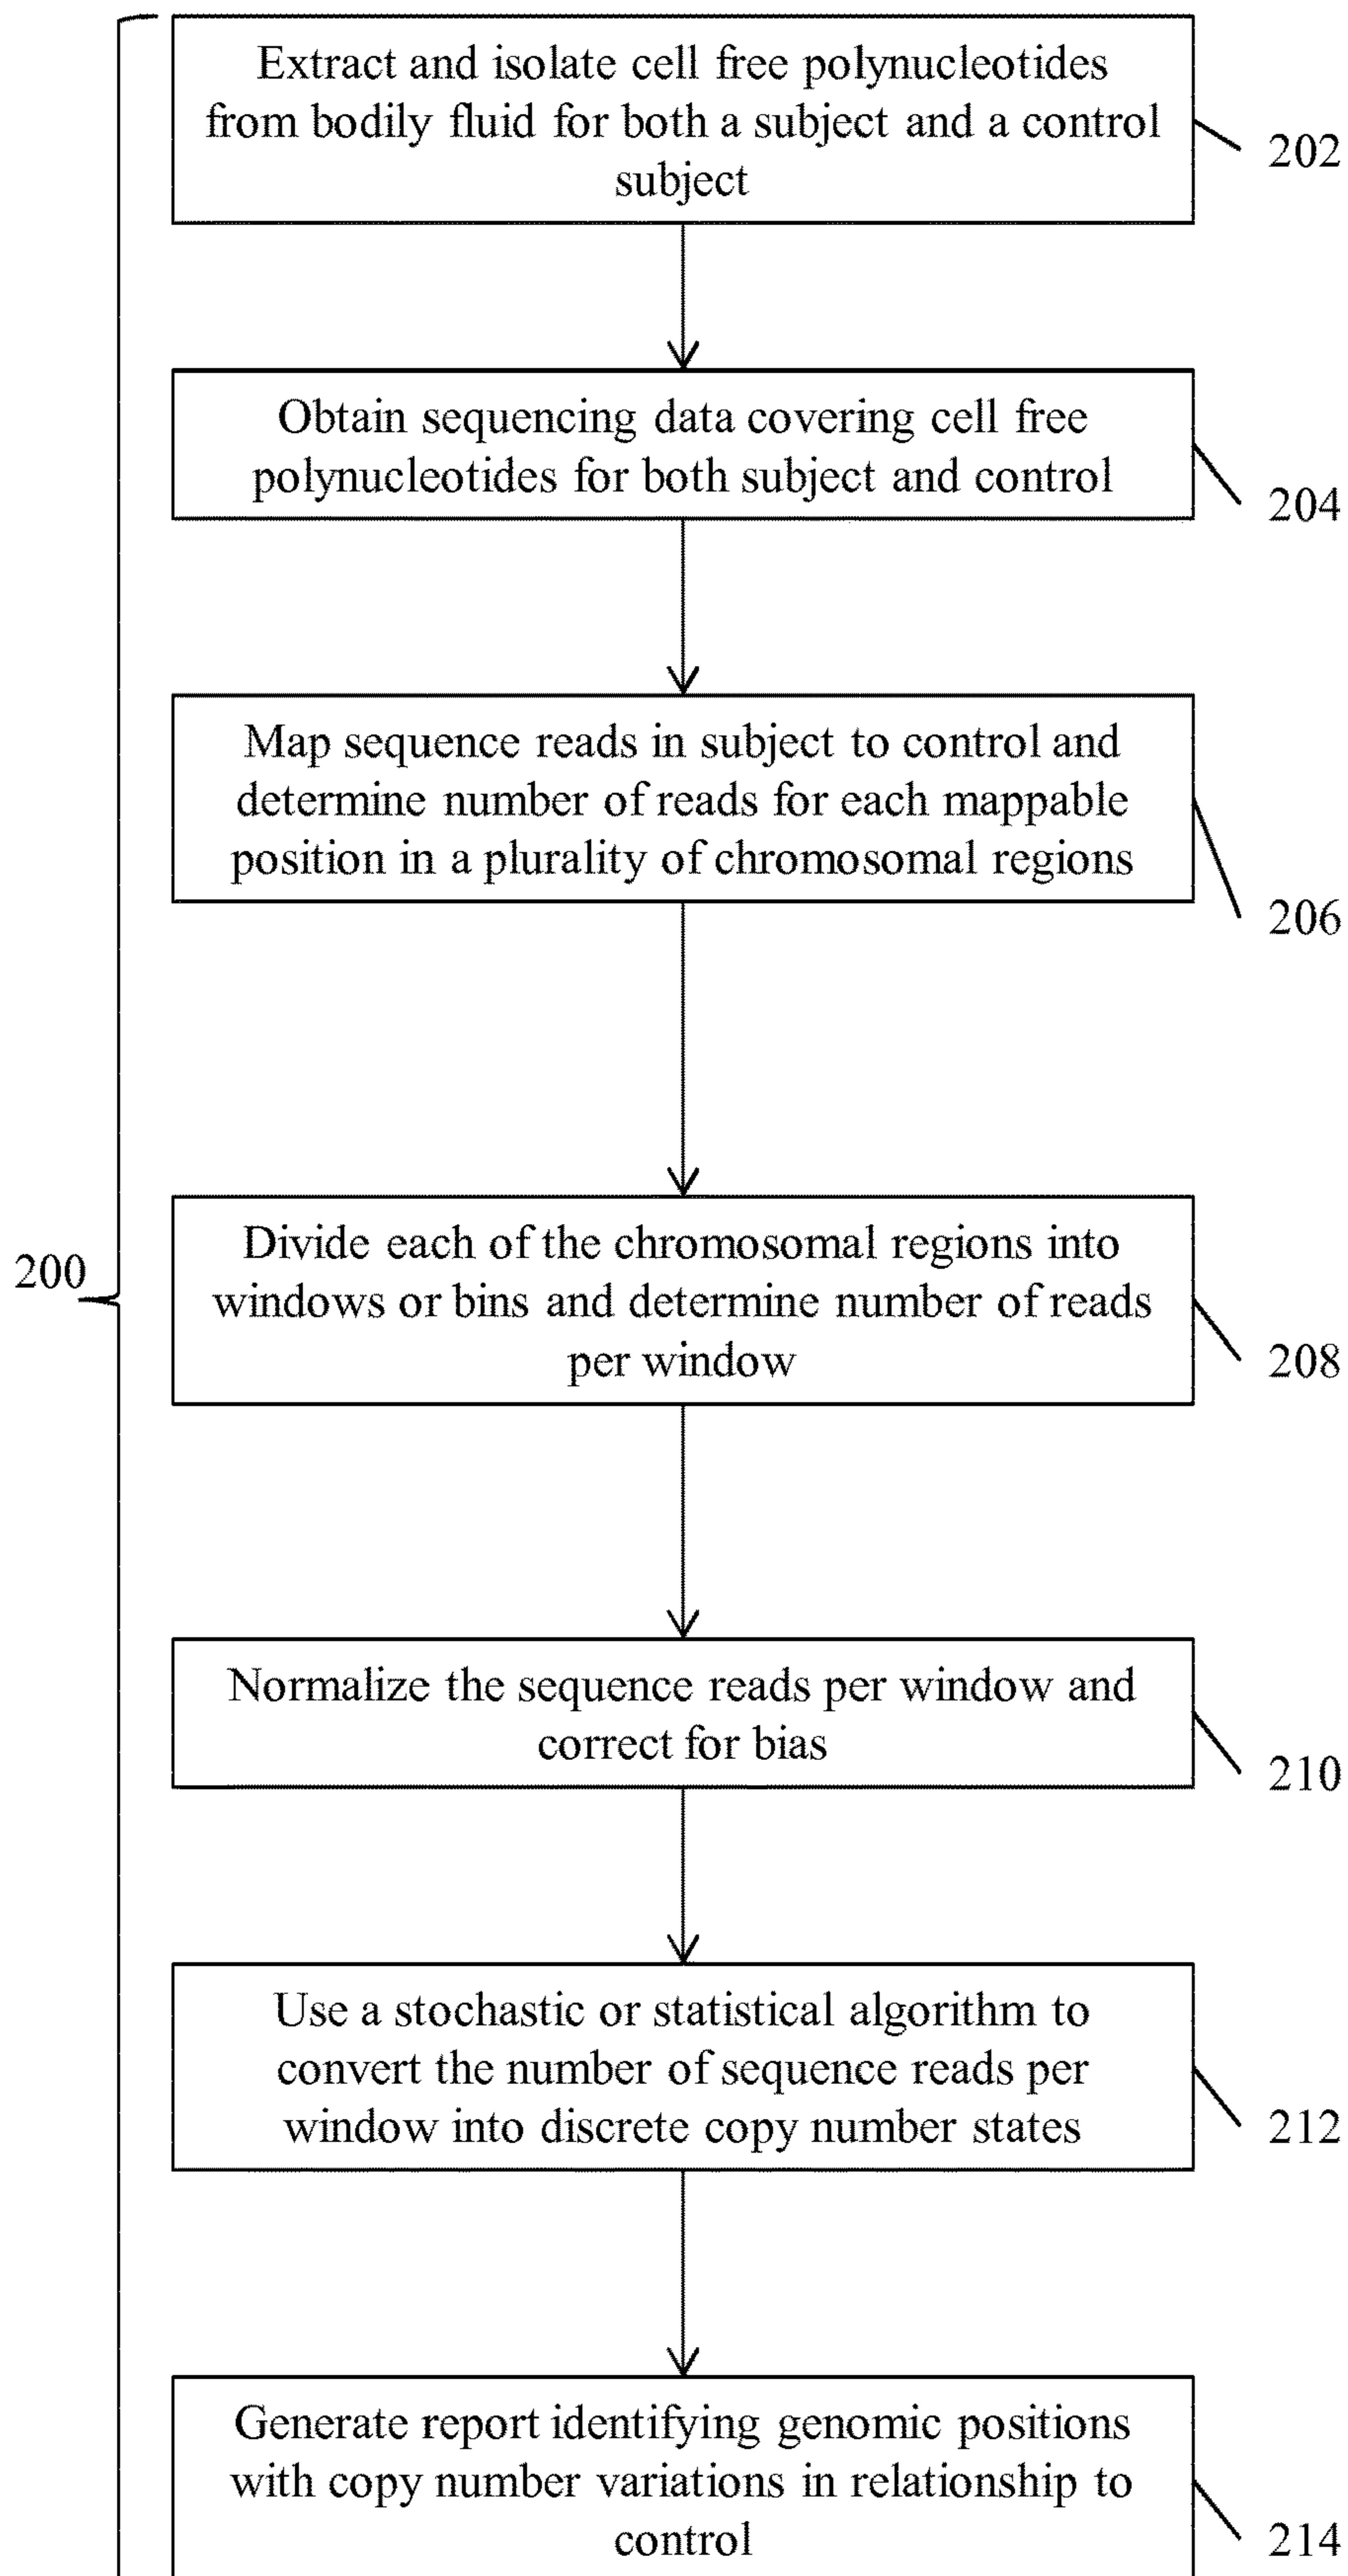 Extract and isolate cell free polynucleotides
from bodily fluid for both a subject and a control
subject
202
Obtain sequencing data covering cell free
polynucleotides for both subject and control
204
Map sequence reads in subject to control and
determine number of reads for each mappable
position in a plurality of chromosomal regions
206
200
Divide each of the chromosomal regions into
windows or bins and determine number of reads
per window
208
Normalize the sequence reads per window and
correct for bias
210
Use a stochastic or statistical algorithm to
convert the number of sequence reads per
window into discrete copy number states
212
Generate report identifying genomic positions
with copy number variations in relationship to
control
214